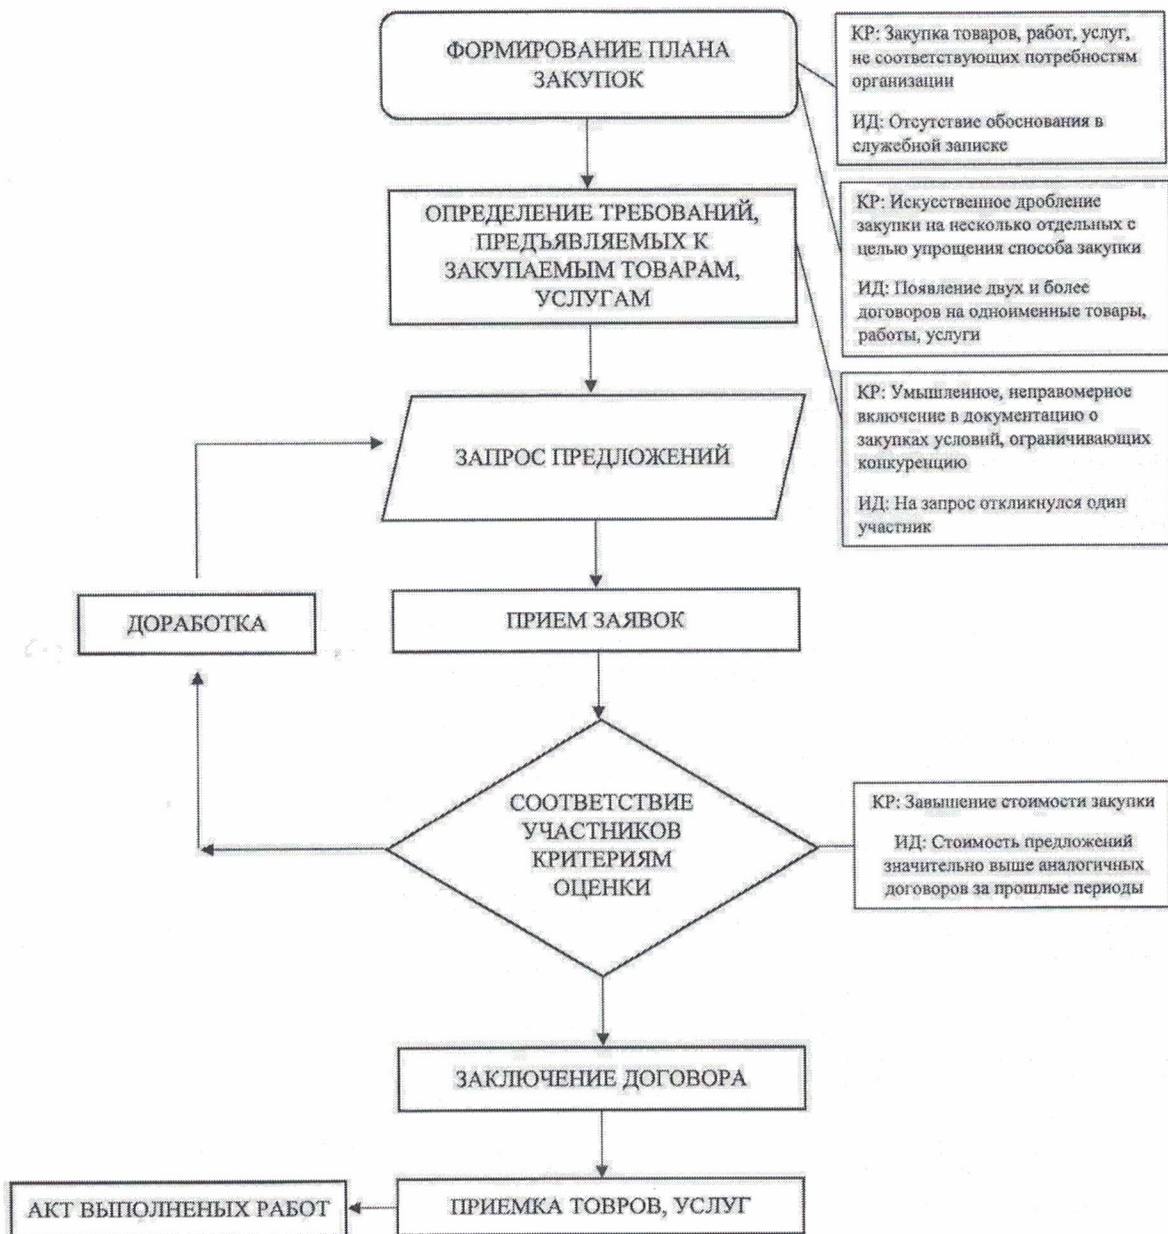 ФОРМИРОВАНИЕ ПЛАНА
ЗАКУПОК
КР: Закупка товаров, работ, услуг,
не соответствующих потребностям
организации
ИД: Отсутствие обоснования в
служебной записке
ОПРЕДЕЛЕНИЕ ТРЕБОВАНИЙ,
ПРЕДЪЯВЛЯЕМЫХ К
ЗАКУПАЕМЫМ ТОВАРАМ,
УСЛУГАМ
КР: Искусственное дробление
закупки на несколько отдельных с
целью упрощения способа закупки
ИД: Появление двух и более
договоров на одноименные товары,
работы, услуги
КР: Умышленное, неправомерное
включение в документацию о
закупках условий, ограничивающих
конкуренцию
ИД: На запрос откликнулся один
участник
ЗАПРОС ПРЕДЛОЖЕНИЙ
ДОРАБОТКА
ПРИЕМ ЗАЯВОК
СООТВЕТСТВИЕ
УЧАСТНИКОВ
КРИТЕРИЯМ
ОЦЕНКИ
КР: Завышение стоимости закупки
ИД: Стоимость предложений
значительно выше аналогичных
договоров за прошлые периоды
ЗАКЛЮЧЕНИЕ ДОГОВОРА
АКТ ВЫПОЛНЕНЫХ РАБОТ
ПРИЕМКА ТОВРОВ, УСЛУГ